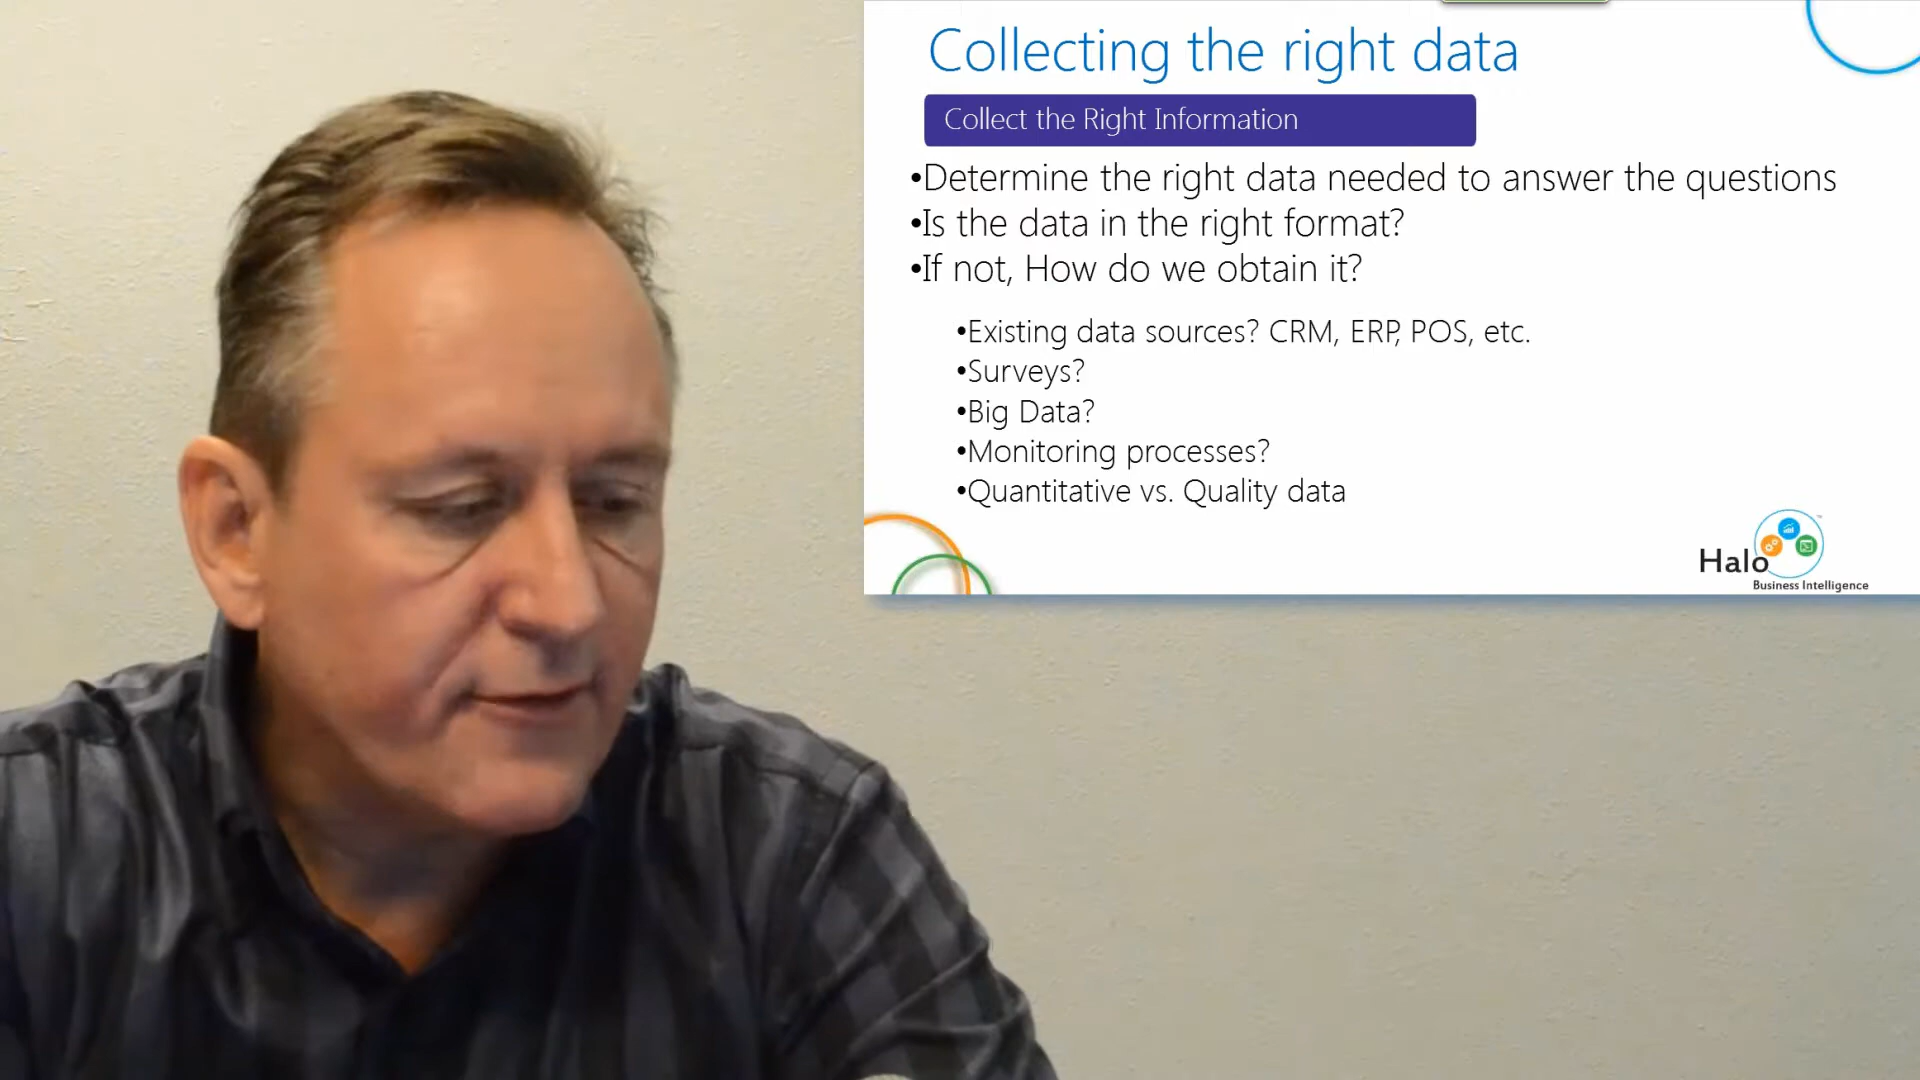 Collecting the right data
Collect the Right Information
•Determine the right data needed to answer the questions
•Is the data in the right format?
•If not, How do we obtain it?
•Existing data sources? CRM, ERP, POS, etc.
•Surveys?
•Big Data?
•Monitoring processes?
•Quantitative vs. Quality data
Halo
Business Intelligence